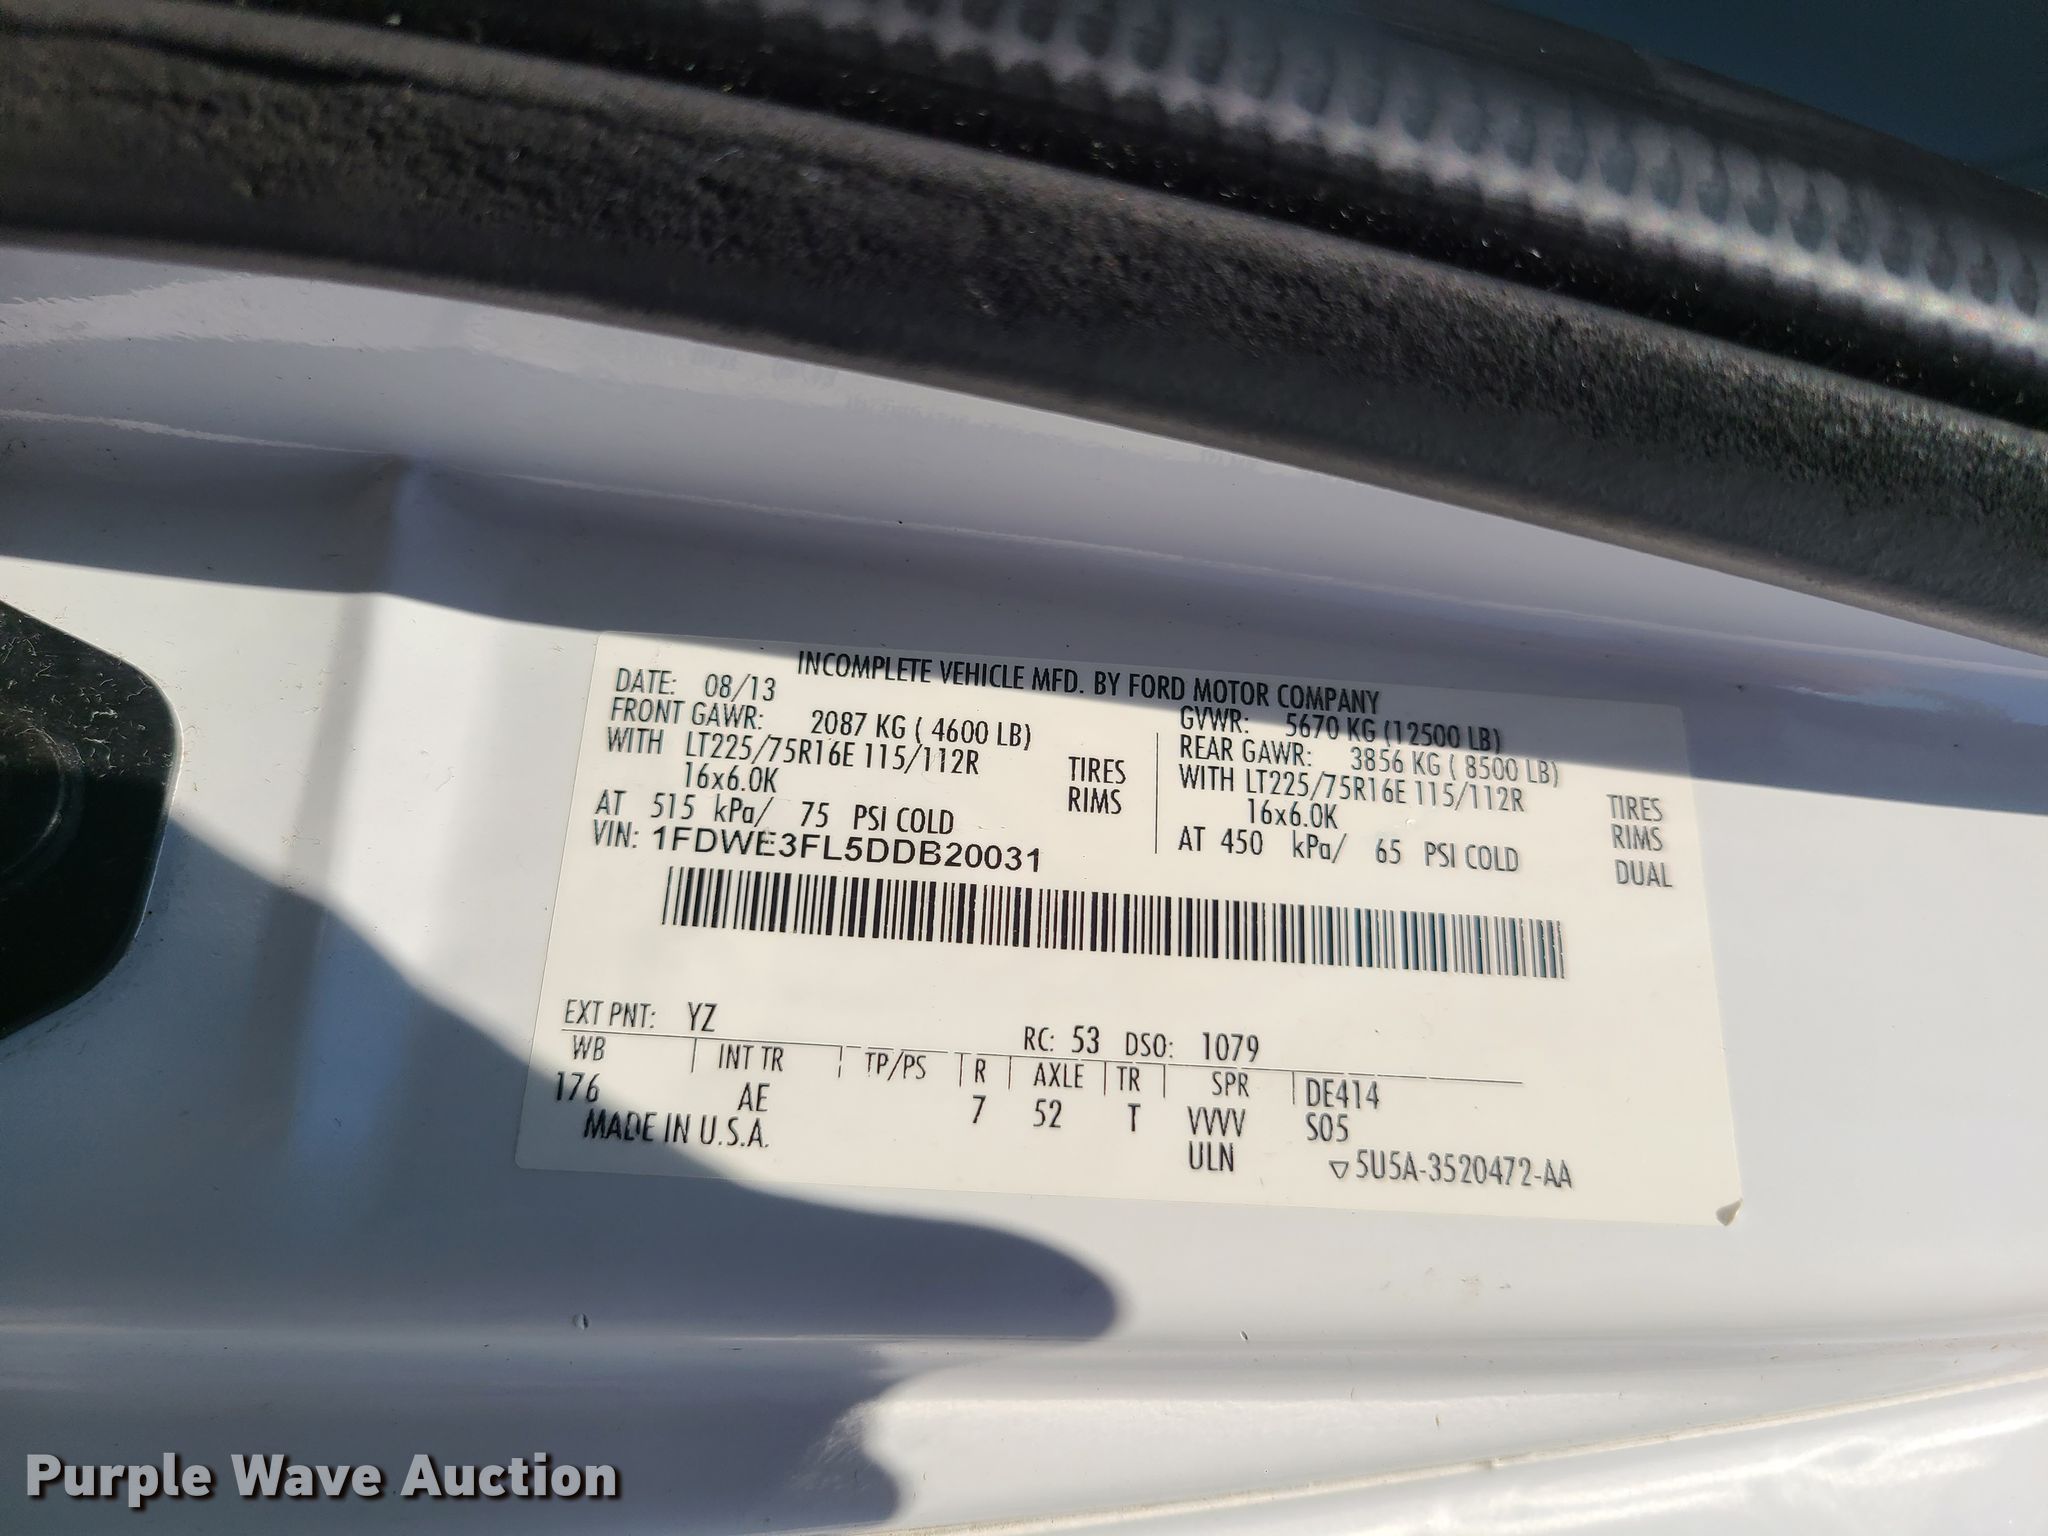 INCOMPLETE VEHICLE MFD. BY FORD MOTOR COMPANY
DATE: 08/13
GVWR: 5670 KG (12500 LB)
FRONT GAWR: 2087 KG ( 4600 LB)
REAR GAWR: 3856 KG ( 8500 LB)
WITH LT225/75R16E 115/112R TIRES
WITH LT225/75R16E 115/112R TIRES
16x6.0K RIMS
16x6.0K RIMS
AT 515 kPa/ 75 PSI COLD
AT 450 kPa/ 65 PSI COLD DUAL
VIN: 1FDWE3FL5DDB20031
EXT PNT: YZ RC: 53 DSO: 1079
WB INT TR TP/PS R AXLE TR SPR DE414
176 AE 7 52 T VVVV S05
MADE IN U.S.A. ULN ▽5U5A-3520472-AA
Purple Wave Auction